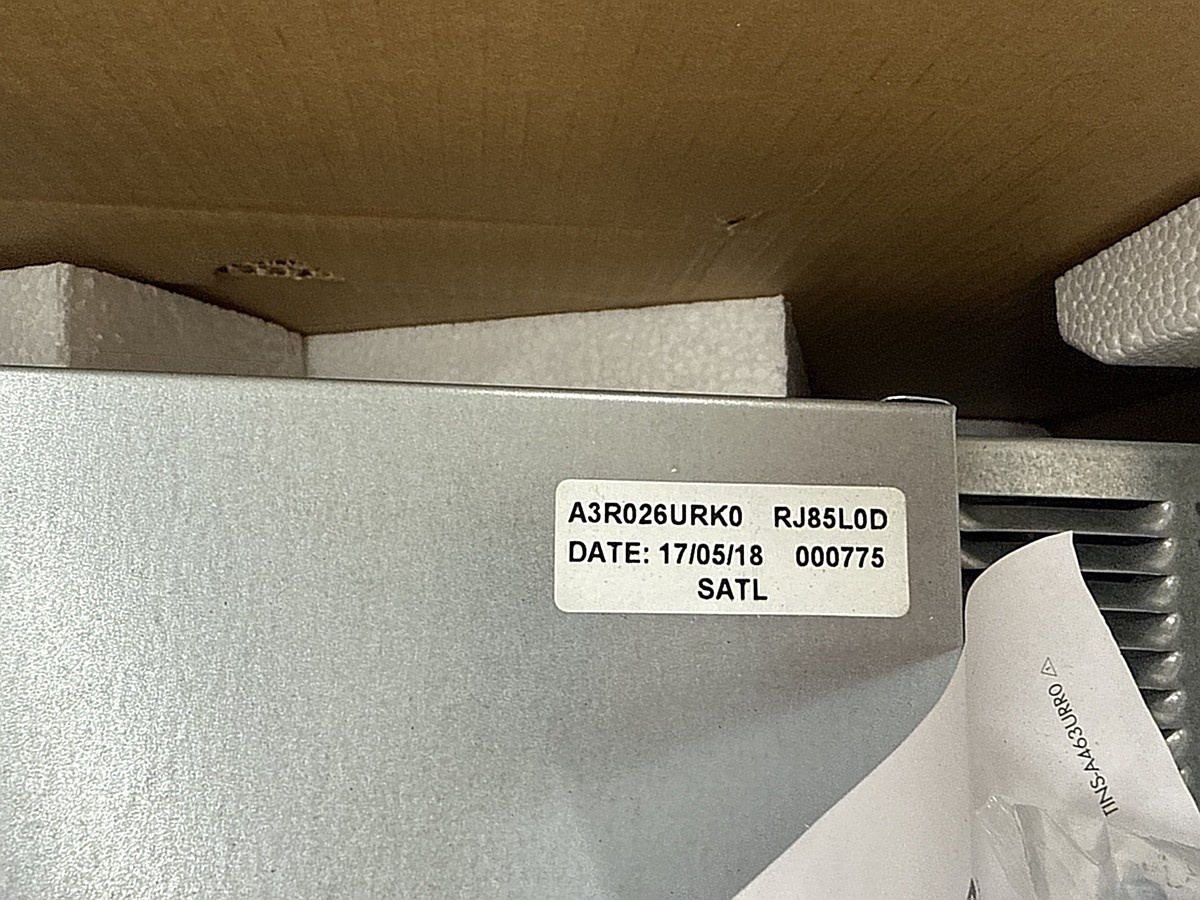 A3R026URK0 RJ85L0D
DATE: 17/05/18 000775
SATL
TINS-A463URR0